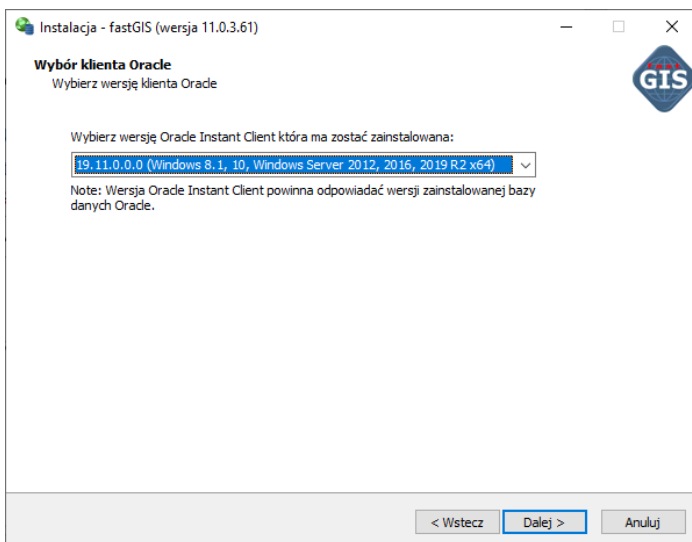 Instalacja - fastGIS (wersja 11.0.3.61)
Wybór klienta Oracle
Wybierz wersję klienta Oracle
GIS
Wybierz wersję Oracle Instant Client która ma zostać zainstalowana:
19.11.0.0.0 (Windows 8.1, 10, Windows Server 2012, 2016, 2019 R2 x64)
Note: Wersja Oracle Instant Client powinna odpowiadać wersji zainstalowanej bazy
danych Oracle.
< Wstecz
Dalej >
Anuluj